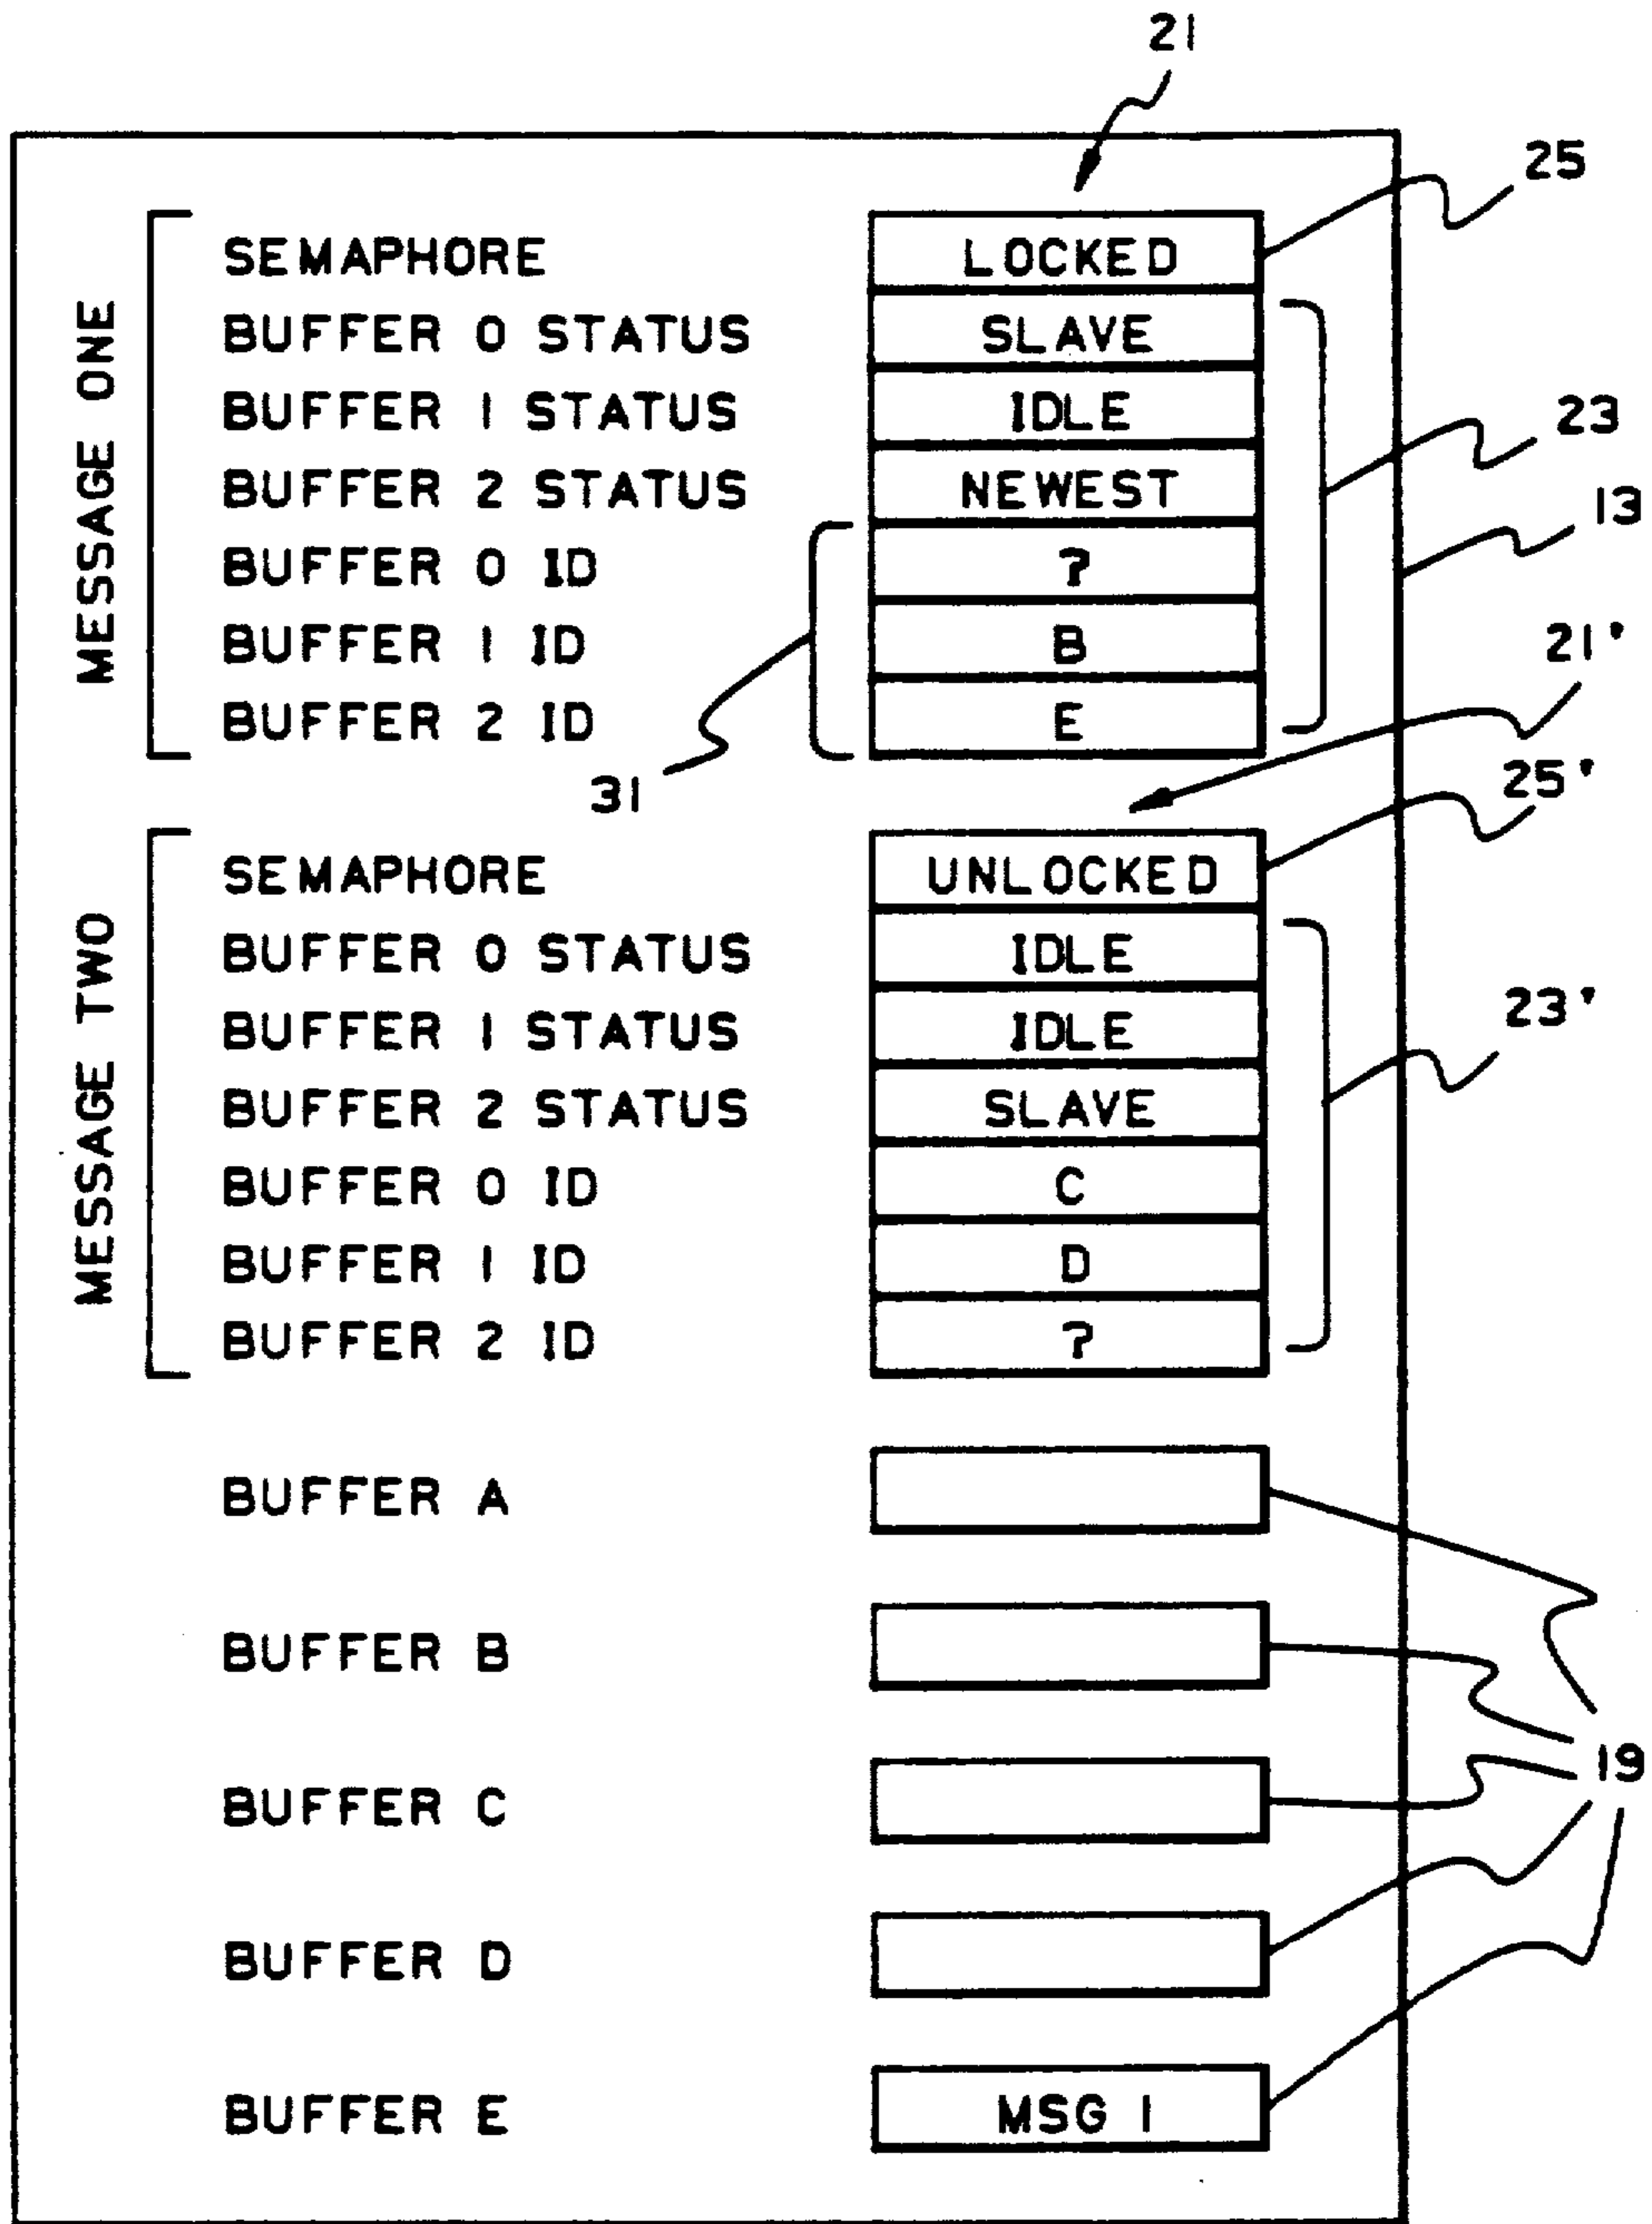 21
25
MESSAGE ONE
SEMAPHORE LOCKED
BUFFER 0 STATUS SLAVE
BUFFER 1 STATUS IDLE
23
BUFFER 2 STATUS NEWEST
13
BUFFER 0 ID ?
BUFFER 1 ID B
21'
BUFFER 2 ID E
31
25'
MESSAGE TWO
SEMAPHORE UNLOCKED
BUFFER 0 STATUS IDLE
23'
BUFFER 1 STATUS IDLE
BUFFER 2 STATUS SLAVE
BUFFER 0 ID C
BUFFER 1 ID D
BUFFER 2 ID ?
BUFFER A
BUFFER B
19
BUFFER C
BUFFER D
BUFFER E MSG 1